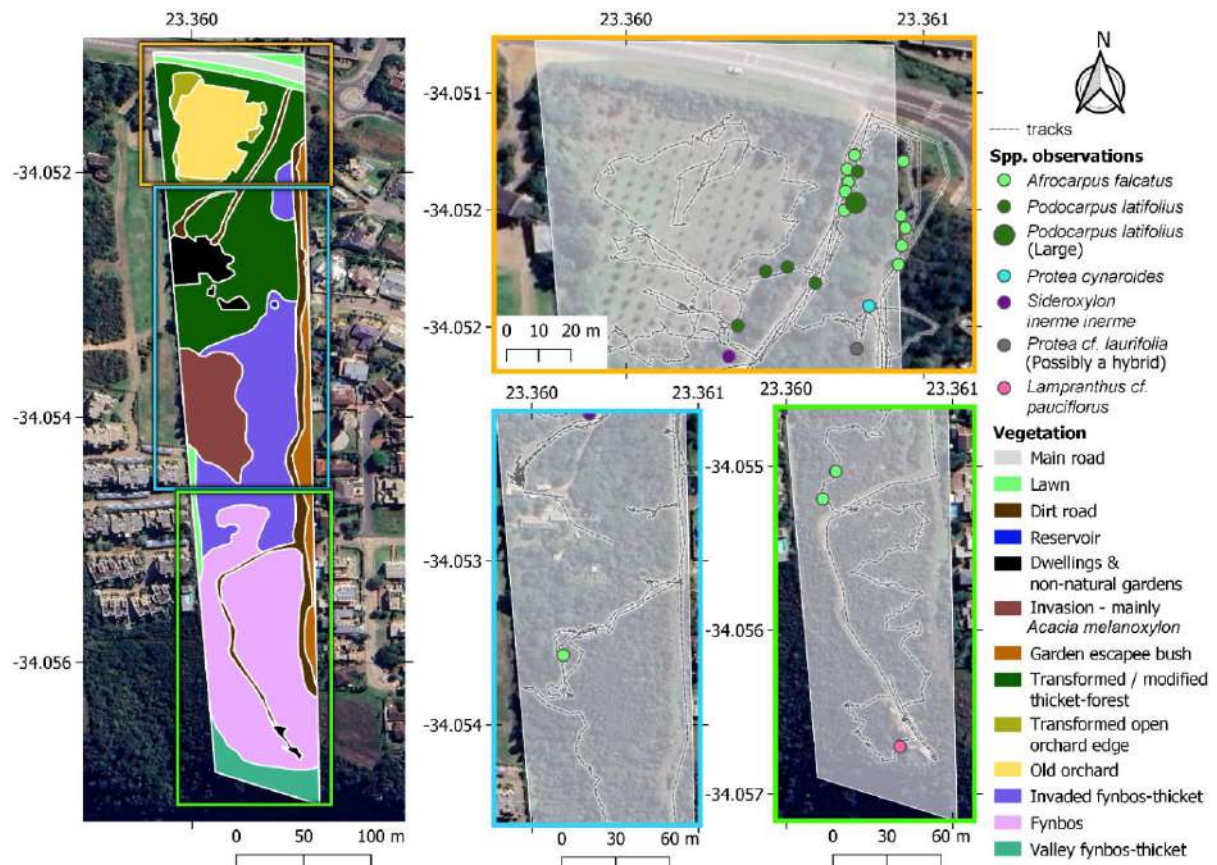 23.360
23.360
23.361
N
-34.051
-34.052
-34.052
0 10 20 m
-34.052
-34.054
-34.056
0 50 100 m
23.360
23.361
-34.053
-34.054
0 30 60 m
23.360
23.361
-34.055
-34.056
-34.057
0 30 60 m
tracks
Spp. observations
Afrocarpus falcatus
Podocarpus latifolius
Podocarpus latifolius
(Large)
Protea cynaroides
Sideroxylon
inerme inerme
Protea cf. laurifolia
(Possibly a hybrid)
Lampranthus cf.
pauciflorus
Vegetation
Main road
Lawn
Dirt road
Reservoir
Dwellings &
non-natural gardens
Invasion - mainly
Acacia melanoxylon
Garden escapee bush
Transformed / modified
thicket-forest
Transformed open
orchard edge
Old orchard
Invaded fynbos-thicket
Fynbos
Valley fynbos-thicket